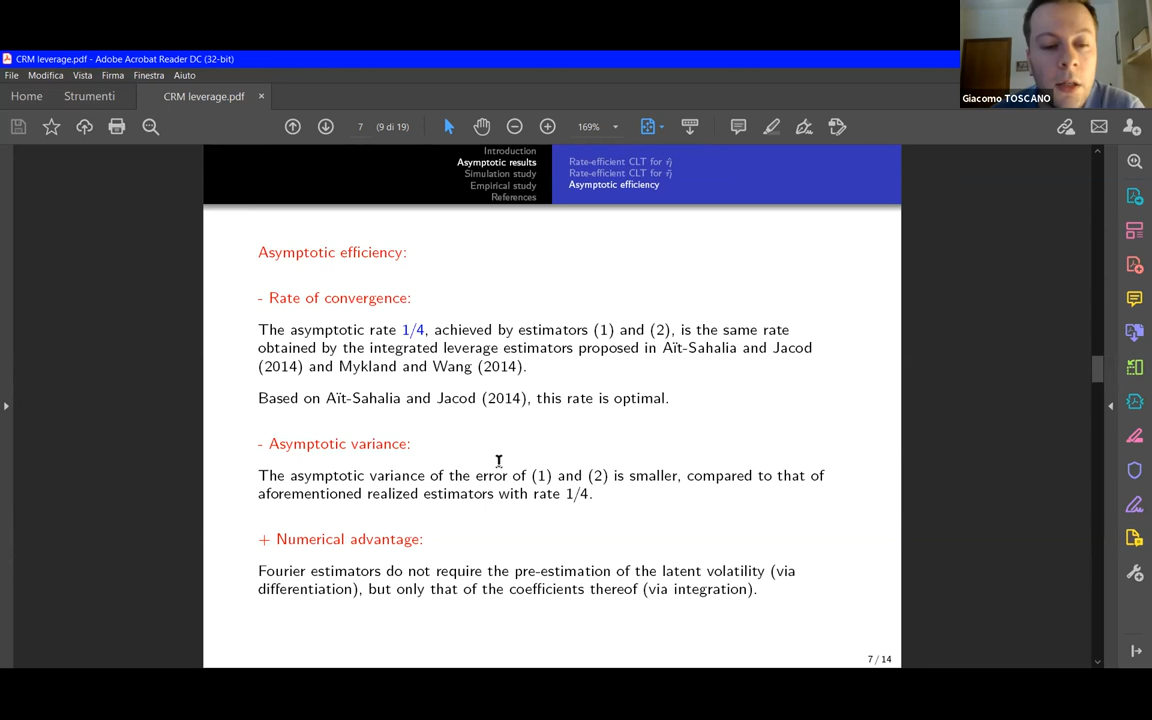 CRM leverage.pdf - Adobe Acrobat Reader DC (32-bit)
File Modifica Vista Firma Finestra Aiuto
Home Strumenti CRM leverage.pdf ×
7 (9 di 19) 169%
Giacomo TOSCANO
Introduction
Asymptotic results
Simulation study
Empirical study
References
Rate-efficient CLT for η̂
Rate-efficient CLT for η̃
Asymptotic efficiency
Asymptotic efficiency:
- Rate of convergence:
The asymptotic rate 1/4, achieved by estimators (1) and (2), is the same rate
obtained by the integrated leverage estimators proposed in Aït-Sahalia and Jacod
(2014) and Mykland and Wang (2014).
Based on Aït-Sahalia and Jacod (2014), this rate is optimal.
- Asymptotic variance:
The asymptotic variance of the error of (1) and (2) is smaller, compared to that of
aforementioned realized estimators with rate 1/4.
+ Numerical advantage:
Fourier estimators do not require the pre-estimation of the latent volatility (via
differentiation), but only that of the coefficients thereof (via integration).
7 / 14